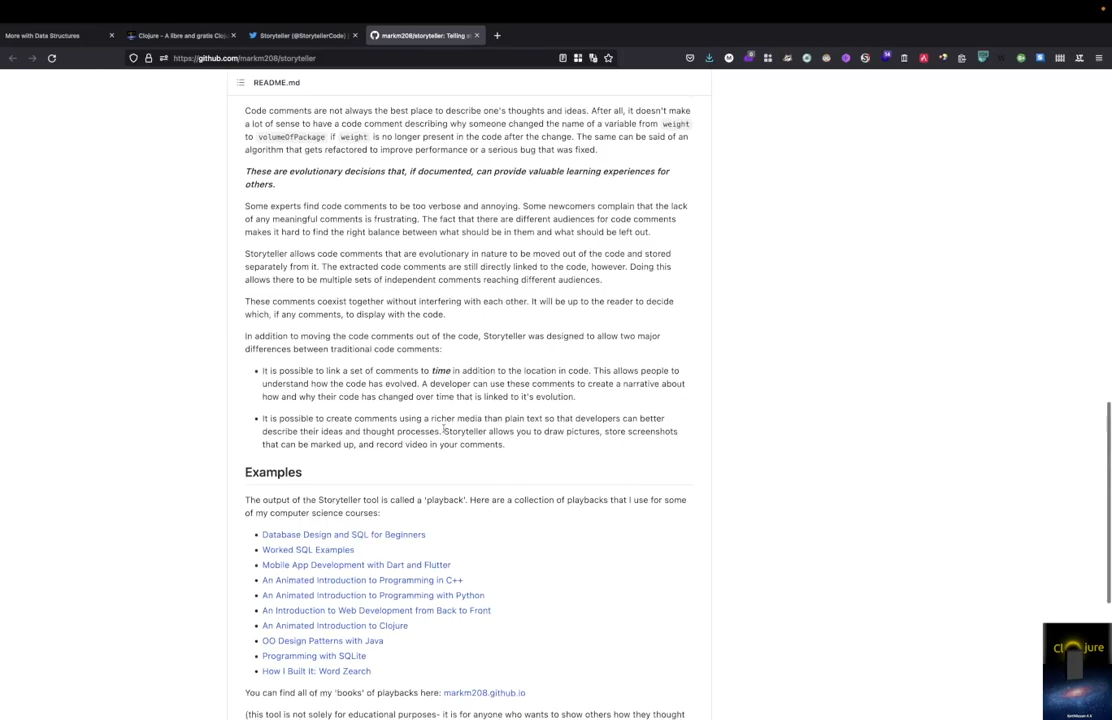 More with Data Structures
Clojure - A libre and gratis Cloj
Storyteller (@StorytellerCode) |
markm208/storyteller: Telling st
https://github.com/markm208/storyteller
README.md
Code comments are not always the best place to describe one's thoughts and ideas. After all, it doesn't make
a lot of sense to have a code comment describing why someone changed the name of a variable from weight
to volumeOfPackage if weight is no longer present in the code after the change. The same can be said of an
algorithm that gets refactored to improve performance or a serious bug that was fixed.
These are evolutionary decisions that, if documented, can provide valuable learning experiences for
others.
Some experts find code comments to be too verbose and annoying. Some newcomers complain that the lack
of any meaningful comments is frustrating. The fact that there are different audiences for code comments
makes it hard to find the right balance between what should be in them and what should be left out.
Storyteller allows code comments that are evolutionary in nature to be moved out of the code and stored
separately from it. The extracted code comments are still directly linked to the code, however. Doing this
allows there to be multiple sets of independent comments reaching different audiences.
These comments coexist together without interfering with each other. It will be up to the reader to decide
which, if any comments, to display with the code.
In addition to moving the code comments out of the code, Storyteller was designed to allow two major
differences between traditional code comments:
It is possible to link a set of comments to time in addition to the location in code. This allows people to
understand how the code has evolved. A developer can use these comments to create a narrative about
how and why their code has changed over time that is linked to it's evolution.
It is possible to create comments using a richer media than plain text so that developers can better
describe their ideas and thought processes. Storyteller allows you to draw pictures, store screenshots
that can be marked up, and record video in your comments.
Examples
The output of the Storyteller tool is called a 'playback'. Here are a collection of playbacks that I use for some
of my computer science courses:
Database Design and SQL for Beginners
Worked SQL Examples
Mobile App Development with Dart and Flutter
An Animated Introduction to Programming in C++
An Animated Introduction to Programming with Python
An Introduction to Web Development from Back to Front
An Animated Introduction to Clojure
OO Design Patterns with Java
Programming with SQLite
How I Built It: Word Zearch
You can find all of my 'books' of playbacks here: markm208.github.io
(this tool is not solely for educational purposes- it is for anyone who wants to show others how they thought
Clojure